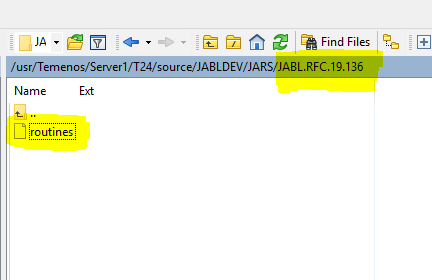 JA Find Files
/usr/Temenos/Server1/T24/source/JABLDEV/JARS/JABL.RFC.19.136
Name Ext
..
routines